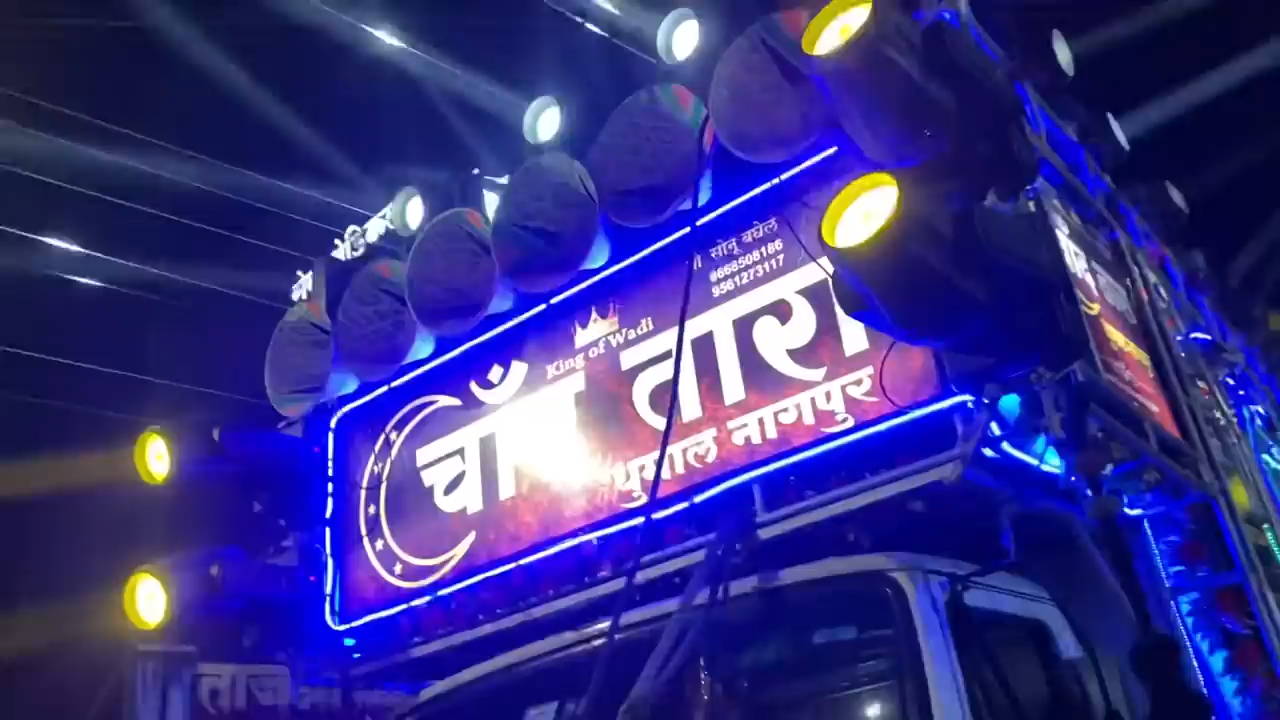 सोनू बघेल
9668508186
9561273117
King of Wadi
चाँद तारा
धुमाल नागपुर
ताज